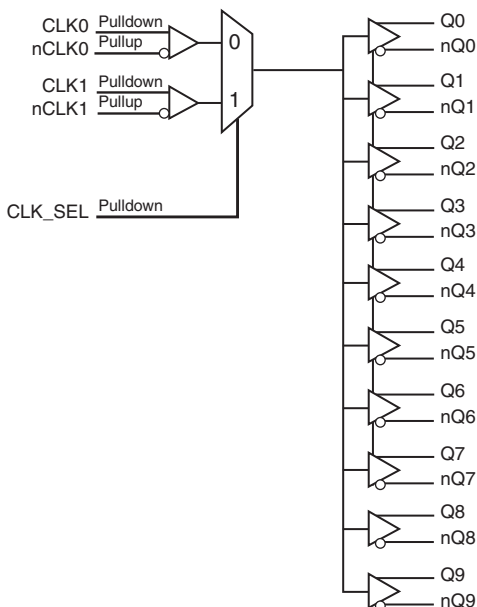 CLK0 Pulldown
nCLK0 Pullup
0
CLK1 Pulldown
nCLK1 Pullup
1
CLK_SEL Pulldown
Q0
nQ0
Q1
nQ1
Q2
nQ2
Q3
nQ3
Q4
nQ4
Q5
nQ5
Q6
nQ6
Q7
nQ7
Q8
nQ8
Q9
nQ9